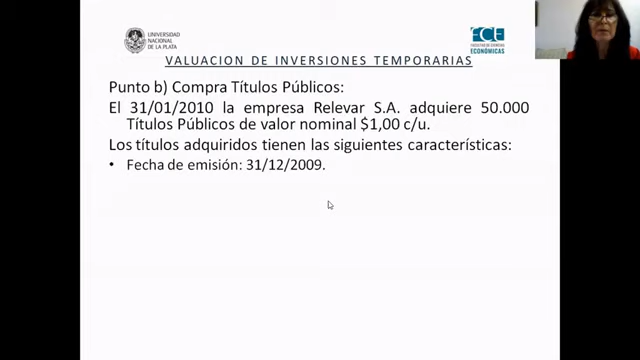 UNIVERSIDAD
NACIONAL
DE LA PLATA
FCE
FACULTAD DE CIENCIAS
ECONÓMICAS
VALUACION DE INVERSIONES TEMPORARIAS
Punto b) Compra Títulos Públicos:
El 31/01/2010 la empresa Relevar S.A. adquiere 50.000
Títulos Públicos de valor nominal $1,00 c/u.
Los títulos adquiridos tienen las siguientes características:
• Fecha de emisión: 31/12/2009.